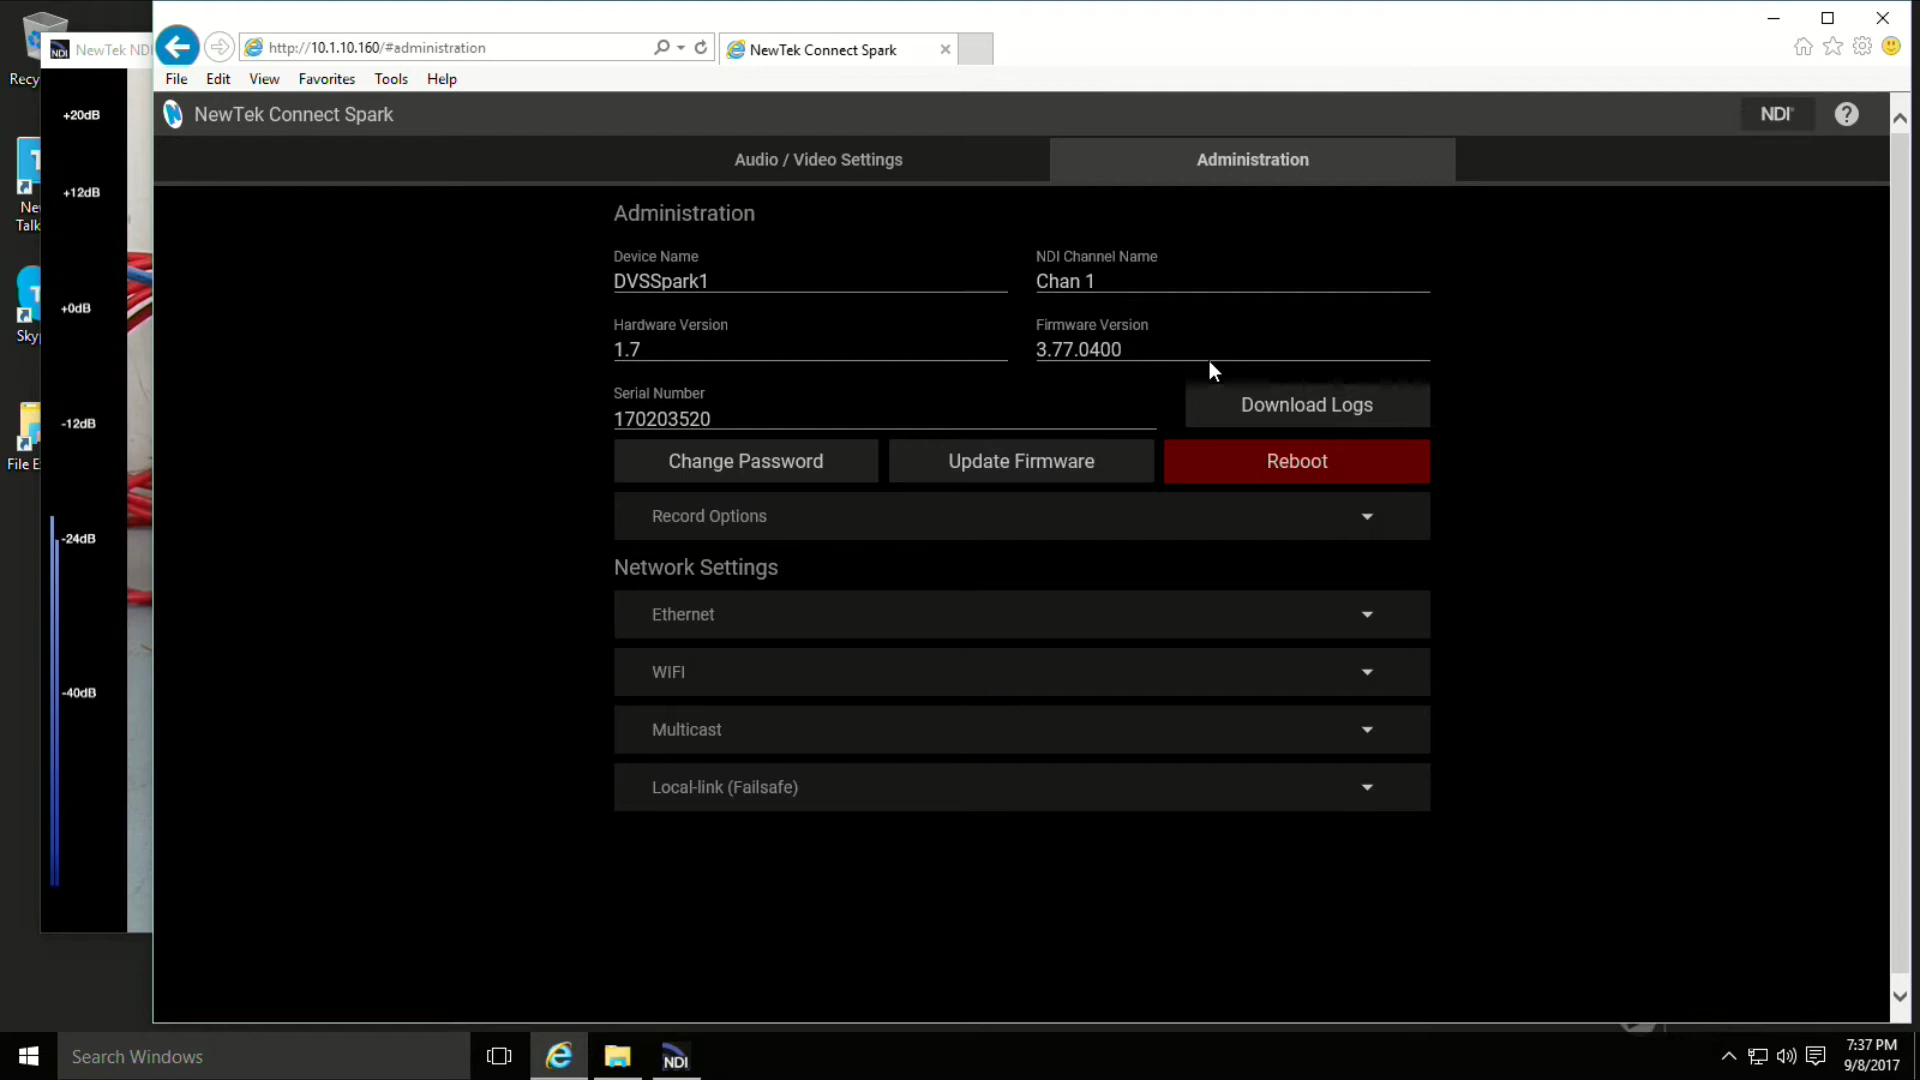 Recy
NDI NewTek ND
http://10.1.10.160/#administration
NewTek Connect Spark
File Edit View Favorites Tools Help
NewTek Connect Spark
NDI
?
+20dB
+12dB
+0dB
-12dB
-24dB
-40dB
Ne
Talk
Sky
File E
Audio / Video Settings
Administration
Administration
Device Name
DVSSpark1
NDI Channel Name
Chan 1
Hardware Version
1.7
Firmware Version
3.77.0400
Serial Number
170203520
Download Logs
Change Password
Update Firmware
Reboot
Record Options
Network Settings
Ethernet
WIFI
Multicast
Local-link (Failsafe)
Search Windows
NDI
7:37 PM
9/8/2017